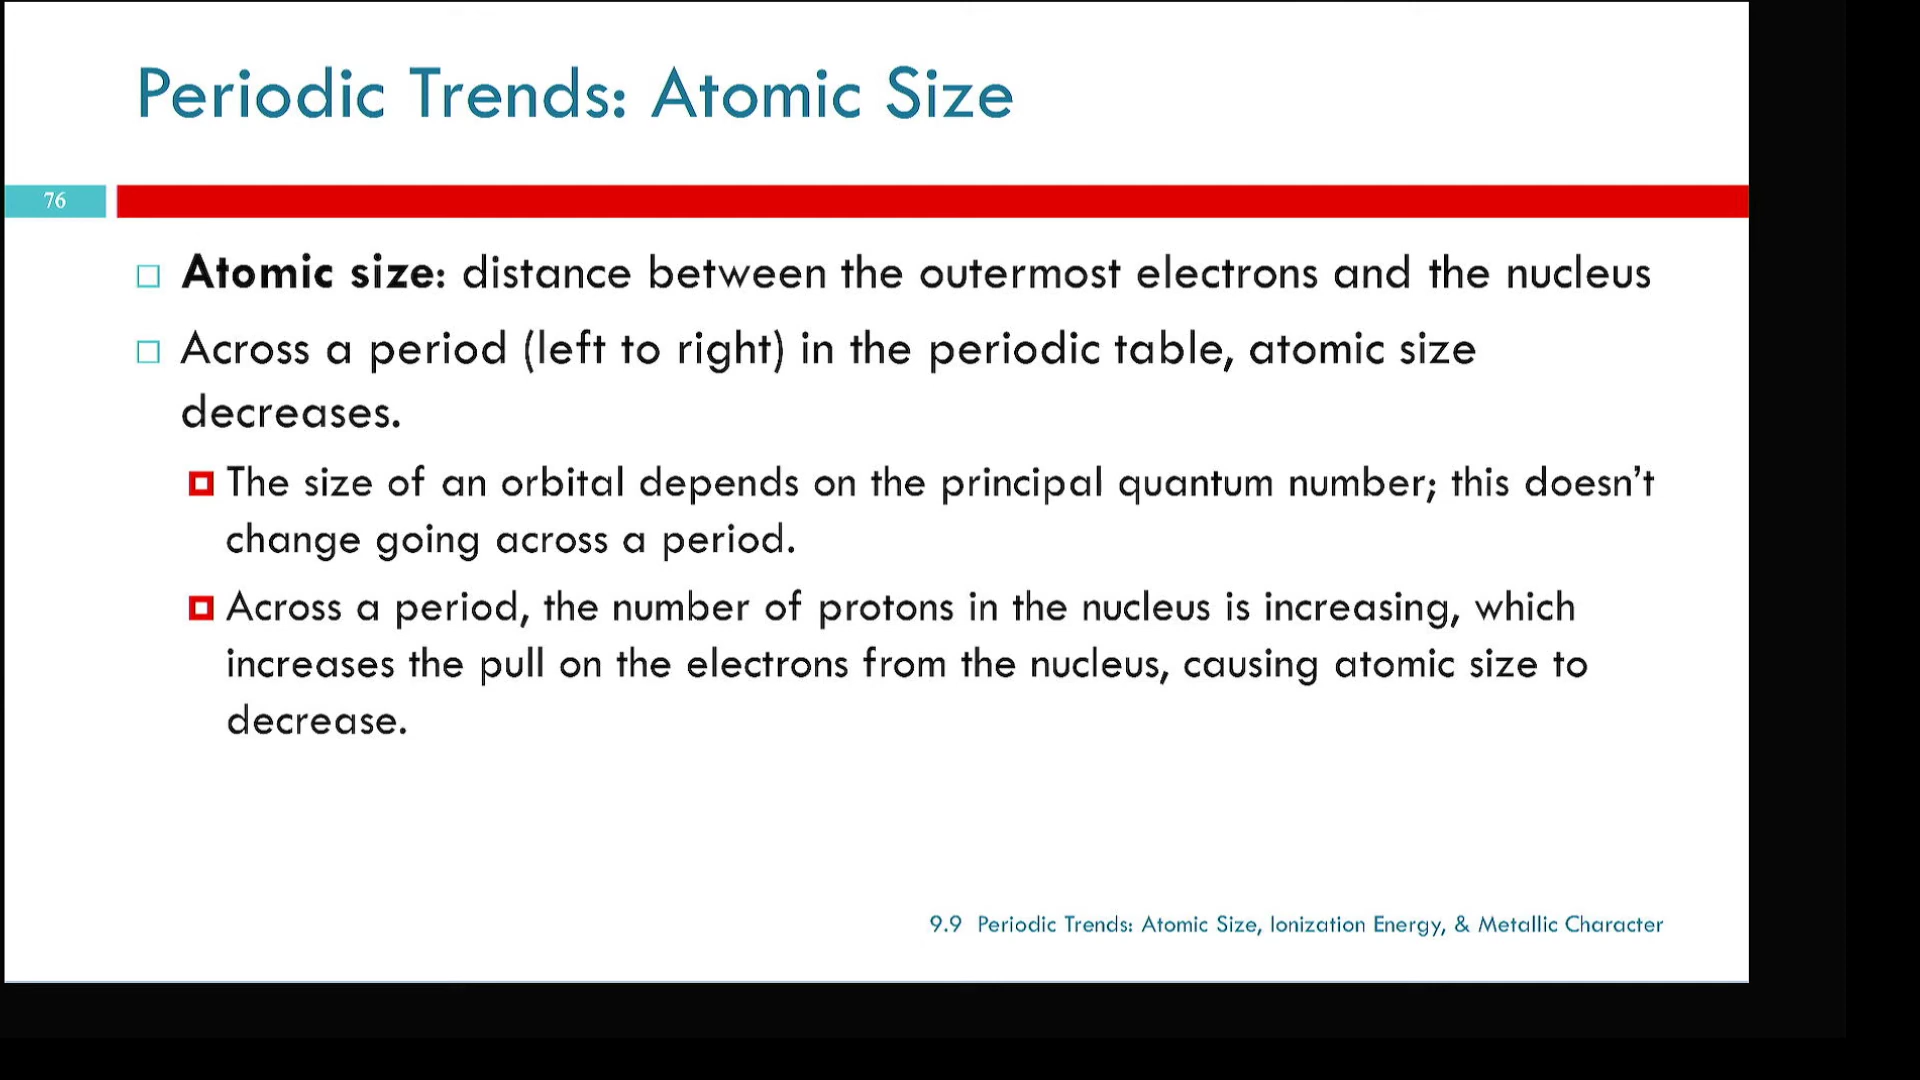 Periodic Trends: Atomic Size
76
Atomic size: distance between the outermost electrons and the nucleus
Across a period (left to right) in the periodic table, atomic size
decreases.
The size of an orbital depends on the principal quantum number; this doesn’t
change going across a period.
Across a period, the number of protons in the nucleus is increasing, which
increases the pull on the electrons from the nucleus, causing atomic size to
decrease.
9.9 Periodic Trends: Atomic Size, Ionization Energy, & Metallic Character